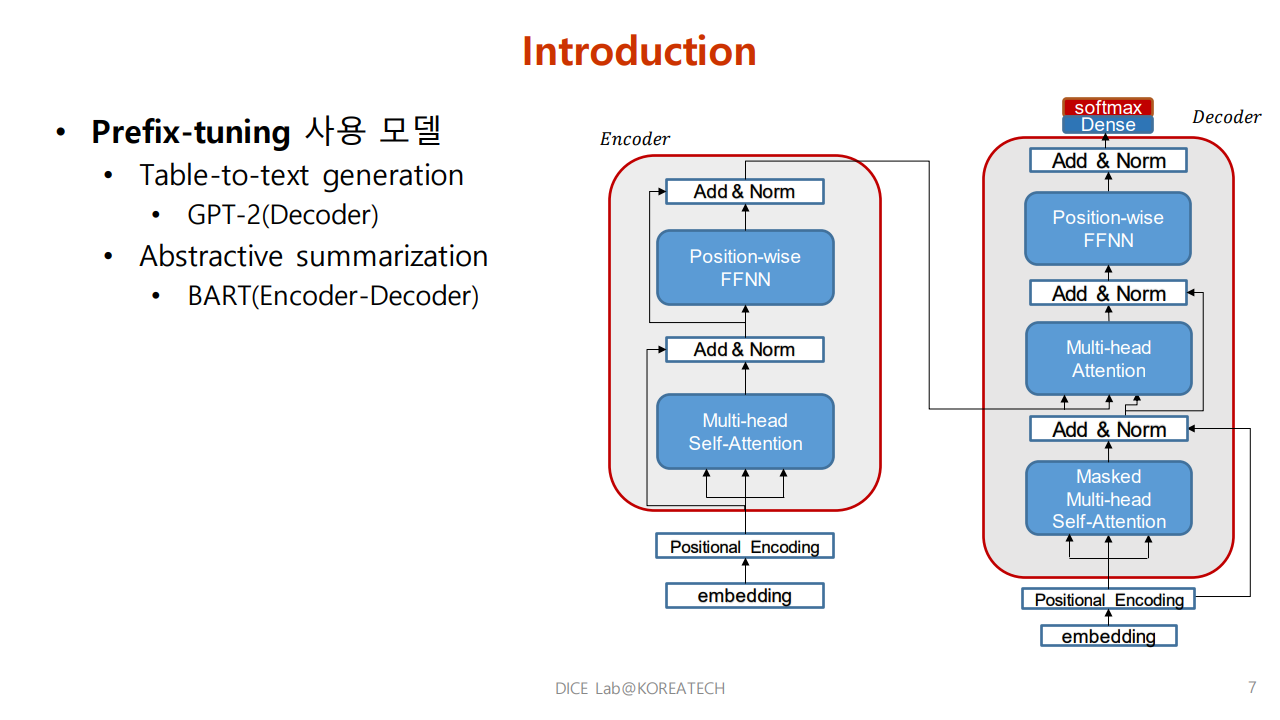 Introduction
• Prefix-tuning 사용 모델
• Table-to-text generation
• GPT-2(Decoder)
• Abstractive summarization
• BART(Encoder-Decoder)
Encoder
Add & Norm
Position-wise
FFNN
Add & Norm
Multi-head
Self-Attention
Positional Encoding
embedding
Decoder
softmax
Dense
Add & Norm
Position-wise
FFNN
Add & Norm
Multi-head
Attention
Add & Norm
Masked
Multi-head
Self-Attention
Positional Encoding
embedding
DICE Lab@KOREATECH
7